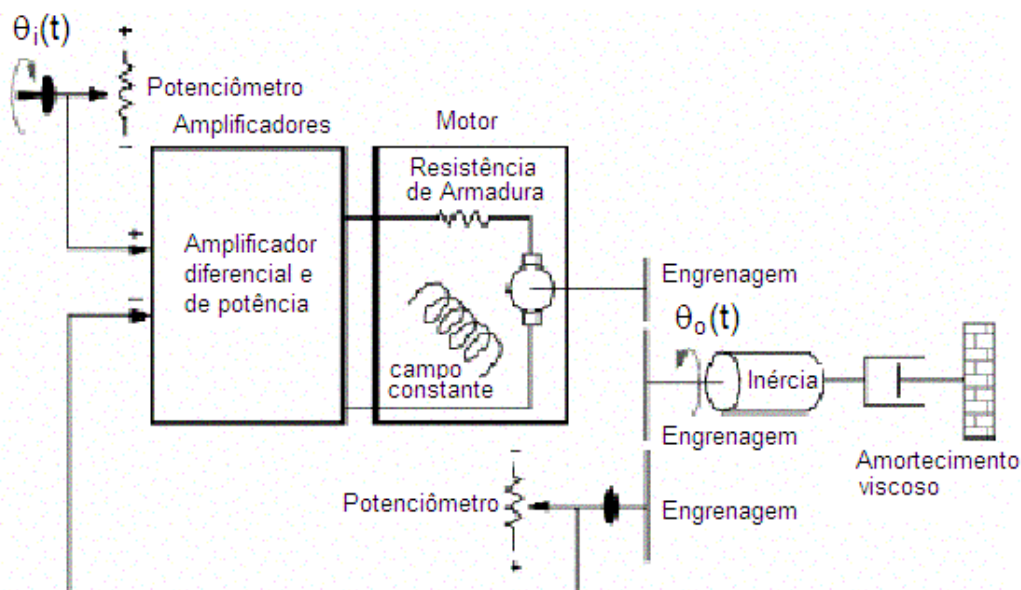 θi(t)
+
Potenciômetro
−
Amplificadores
Motor
Resistência
de Armadura
+
Amplificador
diferencial e
de potência
−
campo
constante
Engrenagem
θo(t)
Inércia
Engrenagem
Amortecimento
viscoso
−
Potenciômetro
Engrenagem
+